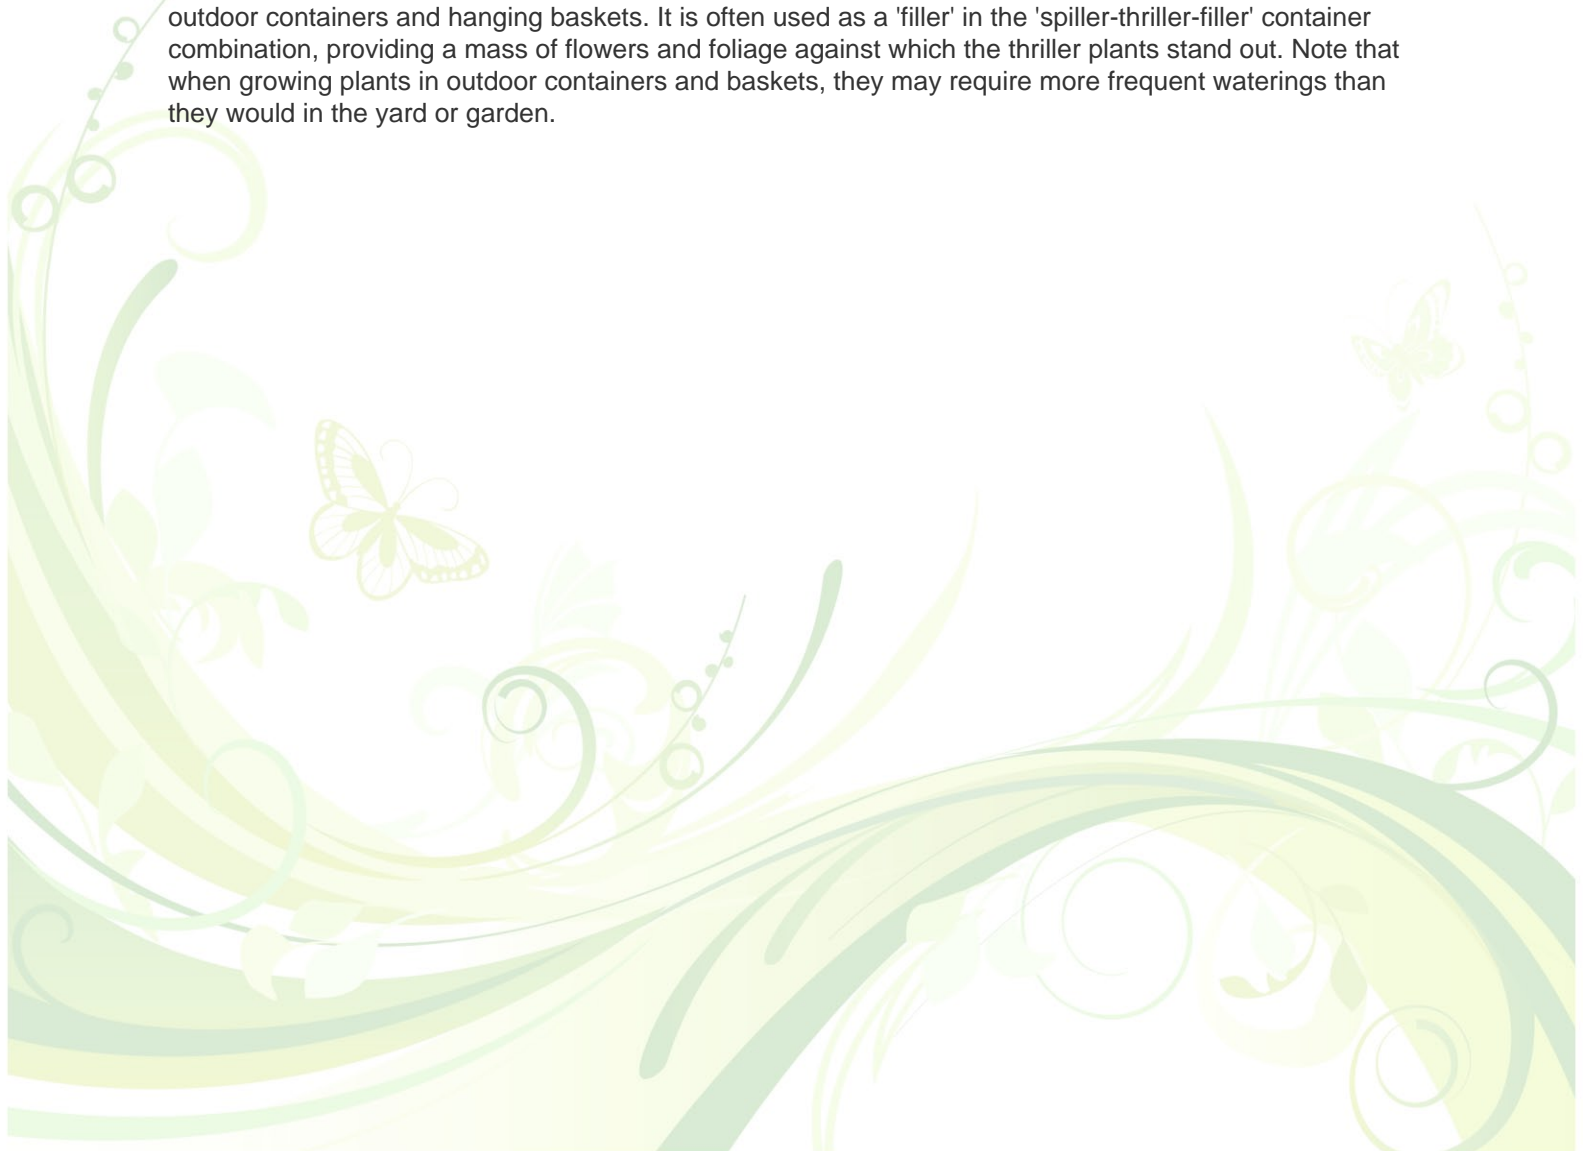 outdoor containers and hanging baskets. It is often used as a 'filler' in the 'spiller-thriller-filler' container
combination, providing a mass of flowers and foliage against which the thriller plants stand out. Note that
when growing plants in outdoor containers and baskets, they may require more frequent waterings than
they would in the yard or garden.